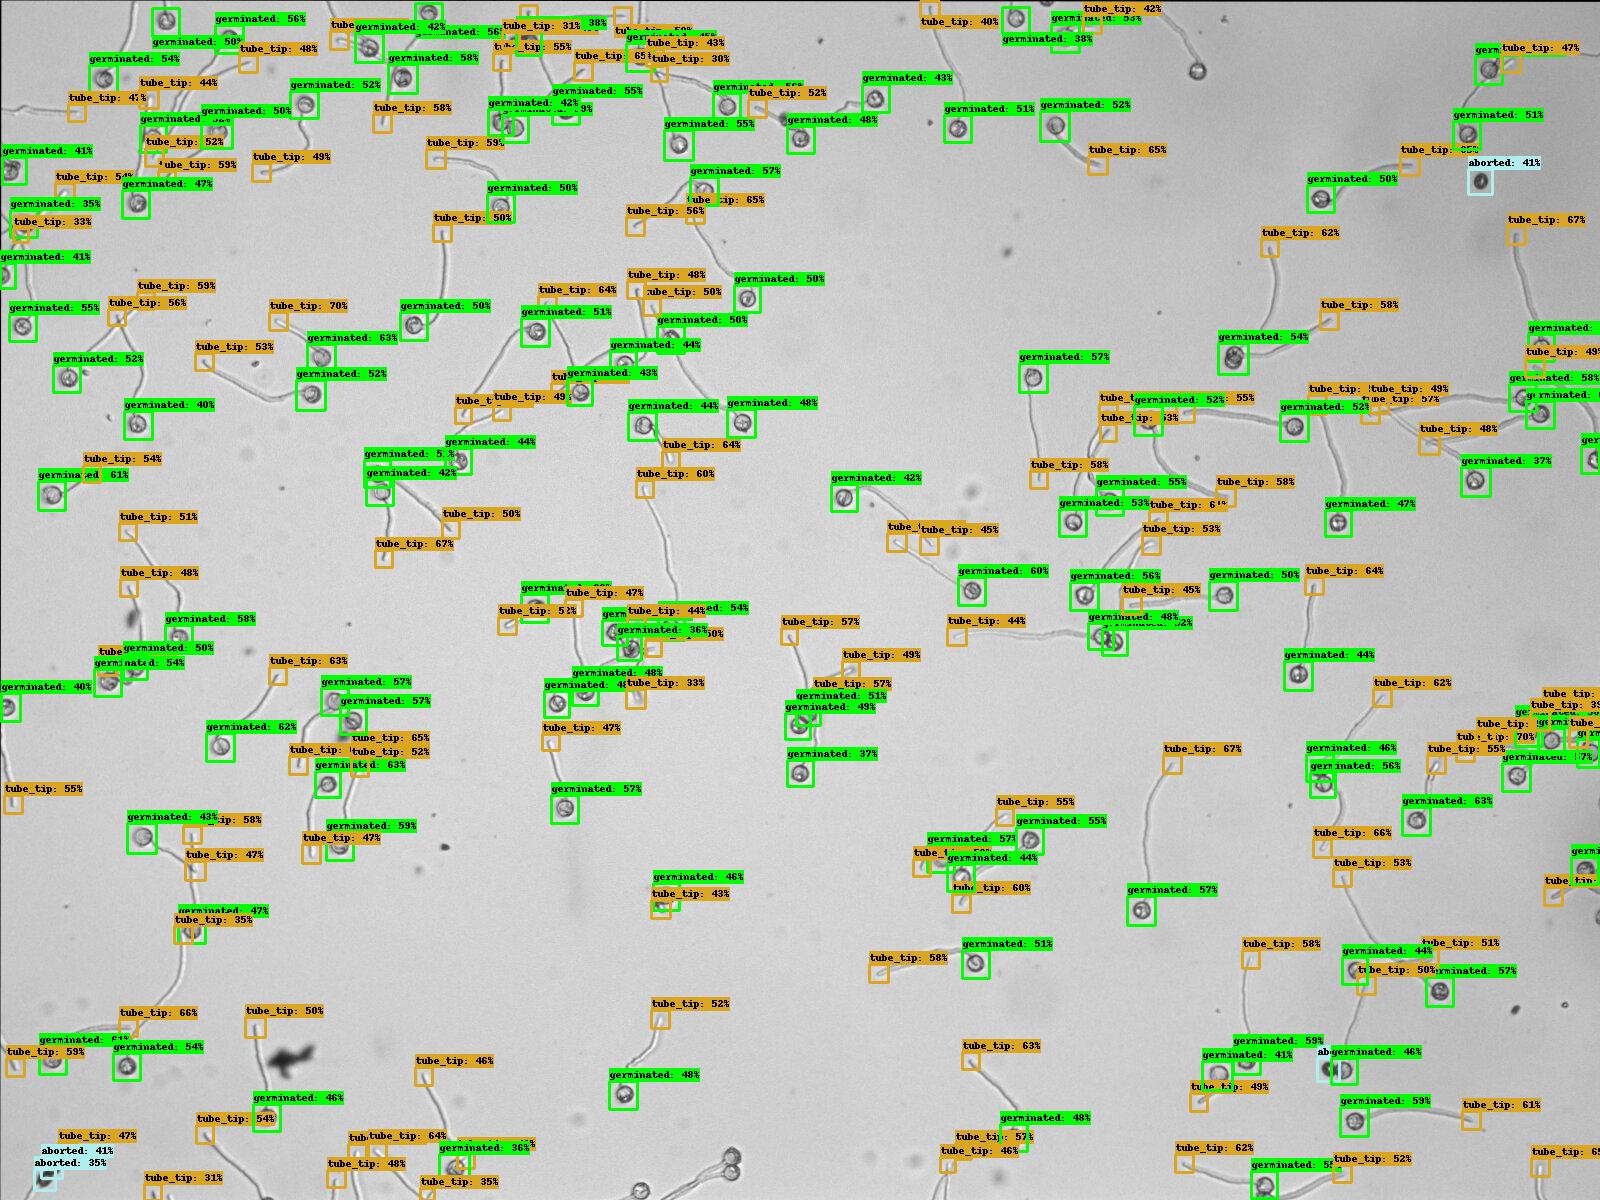 germinated: 56%
tube_tip: 42%
germinated: 50%
tube_tip: 48%
germinated: 42%
tube_tip: 31%
tube_tip: 55%
tube_tip: 43%
tube_tip: 30%
tube_tip: 40%
germinated: 38%
tube_tip: 47%
germinated: 54%
tube_tip: 44%
germinated: 52%
germinated: 58%
germinated: 55%
germinated: 42%
tube_tip: 52%
germinated: 43%
germinated: 50%
tube_tip: 58%
germinated: 55%
germinated: 48%
germinated: 51%
germinated: 52%
germinated: 51%
germinated: 41%
tube_tip: 52%
tube_tip: 59%
tube_tip: 49%
tube_tip: 59%
tube_tip: 65%
aborted: 41%
germinated: 47%
germinated: 50%
germinated: 57%
germinated: 50%
germinated: 35%
tube_tip: 33%
tube_tip: 50%
tube_tip: 56%
tube_tip: 65%
tube_tip: 62%
tube_tip: 67%
germinated: 41%
tube_tip: 59%
tube_tip: 56%
tube_tip: 64%
tube_tip: 48%
tube_tip: 50%
germinated: 50%
germinated: 55%
tube_tip: 70%
germinated: 50%
germinated: 51%
germinated: 50%
tube_tip: 58%
germinated: 63%
germinated: 44%
germinated: 54%
germinated: 52%
tube_tip: 53%
germinated: 52%
germinated: 43%
germinated: 57%
tube_tip: 49%
germinated: 40%
germinated: 44%
germinated: 48%
germinated: 52%
tube_tip: 55%
germinated: 52%
tube_tip: 49%
tube_tip: 48%
tube_tip: 54%
germinated: 61%
germinated: 44%
germinated: 42%
tube_tip: 64%
tube_tip: 60%
germinated: 42%
tube_tip: 58%
germinated: 55%
tube_tip: 58%
germinated: 37%
tube_tip: 51%
tube_tip: 50%
tube_tip: 67%
tube_tip: 45%
germinated: 53%
tube_tip: 53%
germinated: 47%
tube_tip: 48%
tube_tip: 47%
germinated: 60%
germinated: 56%
tube_tip: 45%
germinated: 50%
tube_tip: 64%
germinated: 58%
tube_tip: 44%
germinated: 36%
tube_tip: 57%
tube_tip: 44%
germinated: 48%
germinated: 50%
germinated: 54%
tube_tip: 63%
germinated: 48%
tube_tip: 33%
tube_tip: 49%
tube_tip: 57%
germinated: 44%
germinated: 40%
germinated: 57%
germinated: 57%
germinated: 51%
germinated: 49%
tube_tip: 62%
germinated: 62%
tube_tip: 65%
tube_tip: 52%
tube_tip: 47%
germinated: 37%
tube_tip: 67%
germinated: 46%
germinated: 56%
tube_tip: 55%
germinated: 63%
tube_tip: 55%
germinated: 57%
germinated: 63%
germinated: 43%
tube_tip: 58%
tube_tip: 47%
germinated: 59%
tube_tip: 47%
tube_tip: 55%
germinated: 55%
germinated: 57%
germinated: 44%
tube_tip: 60%
tube_tip: 66%
tube_tip: 53%
germinated: 46%
tube_tip: 43%
germinated: 57%
germinated: 47%
tube_tip: 35%
tube_tip: 58%
germinated: 51%
tube_tip: 58%
germinated: 44%
tube_tip: 51%
tube_tip: 50%
tube_tip: 66%
tube_tip: 50%
tube_tip: 52%
tube_tip: 59%
germinated: 54%
tube_tip: 46%
germinated: 48%
tube_tip: 63%
germinated: 59%
germinated: 41%
germinated: 46%
tube_tip: 49%
germinated: 46%
tube_tip: 54%
germinated: 48%
germinated: 59%
tube_tip: 61%
tube_tip: 47%
aborted: 41%
aborted: 35%
tube_tip: 64%
germinated: 36%
tube_tip: 48%
tube_tip: 57%
tube_tip: 46%
tube_tip: 62%
tube_tip: 52%
tube_tip: 31%
tube_tip: 35%